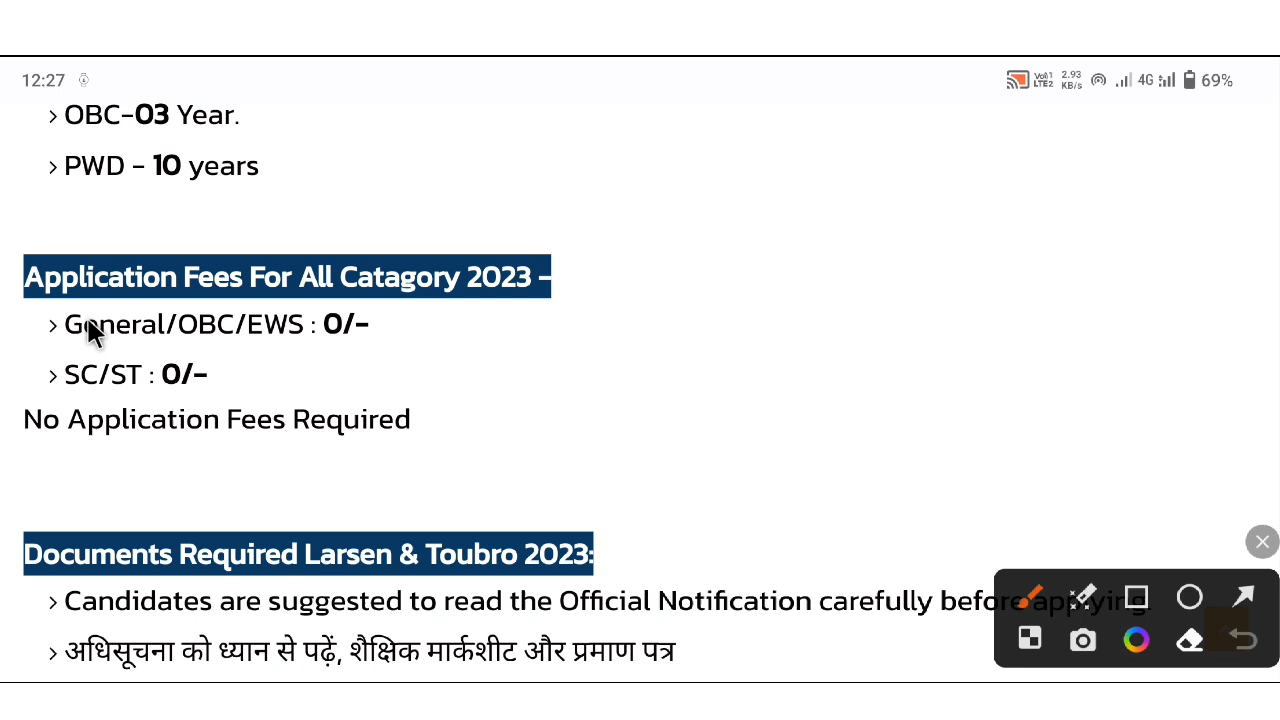 12:27 Vol1 LTE2 2.93 KB/s 4G 69%
› OBC-03 Year.
› PWD - 10 years
Application Fees For All Catagory 2023 –
› General/OBC/EWS : 0/-
› SC/ST : 0/-
No Application Fees Required
Documents Required Larsen & Toubro 2023:
› Candidates are suggested to read the Official Notification carefully before applying.
› अधिसूचना को ध्यान से पढ़ें, शैक्षिक मार्कशीट और प्रमाण पत्र